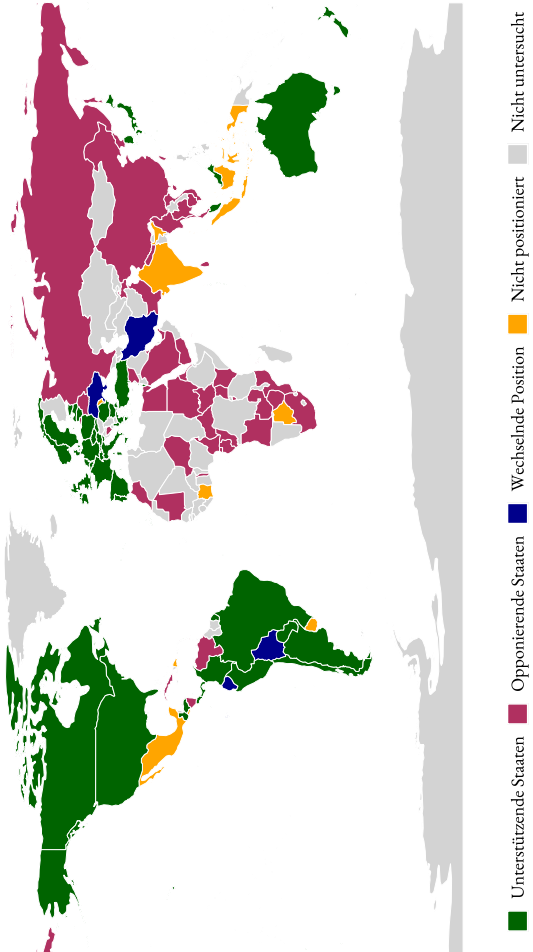 Unterstützende Staaten
Opponierende Staaten
Wechselnde Position
Nicht positioniert
Nicht untersucht